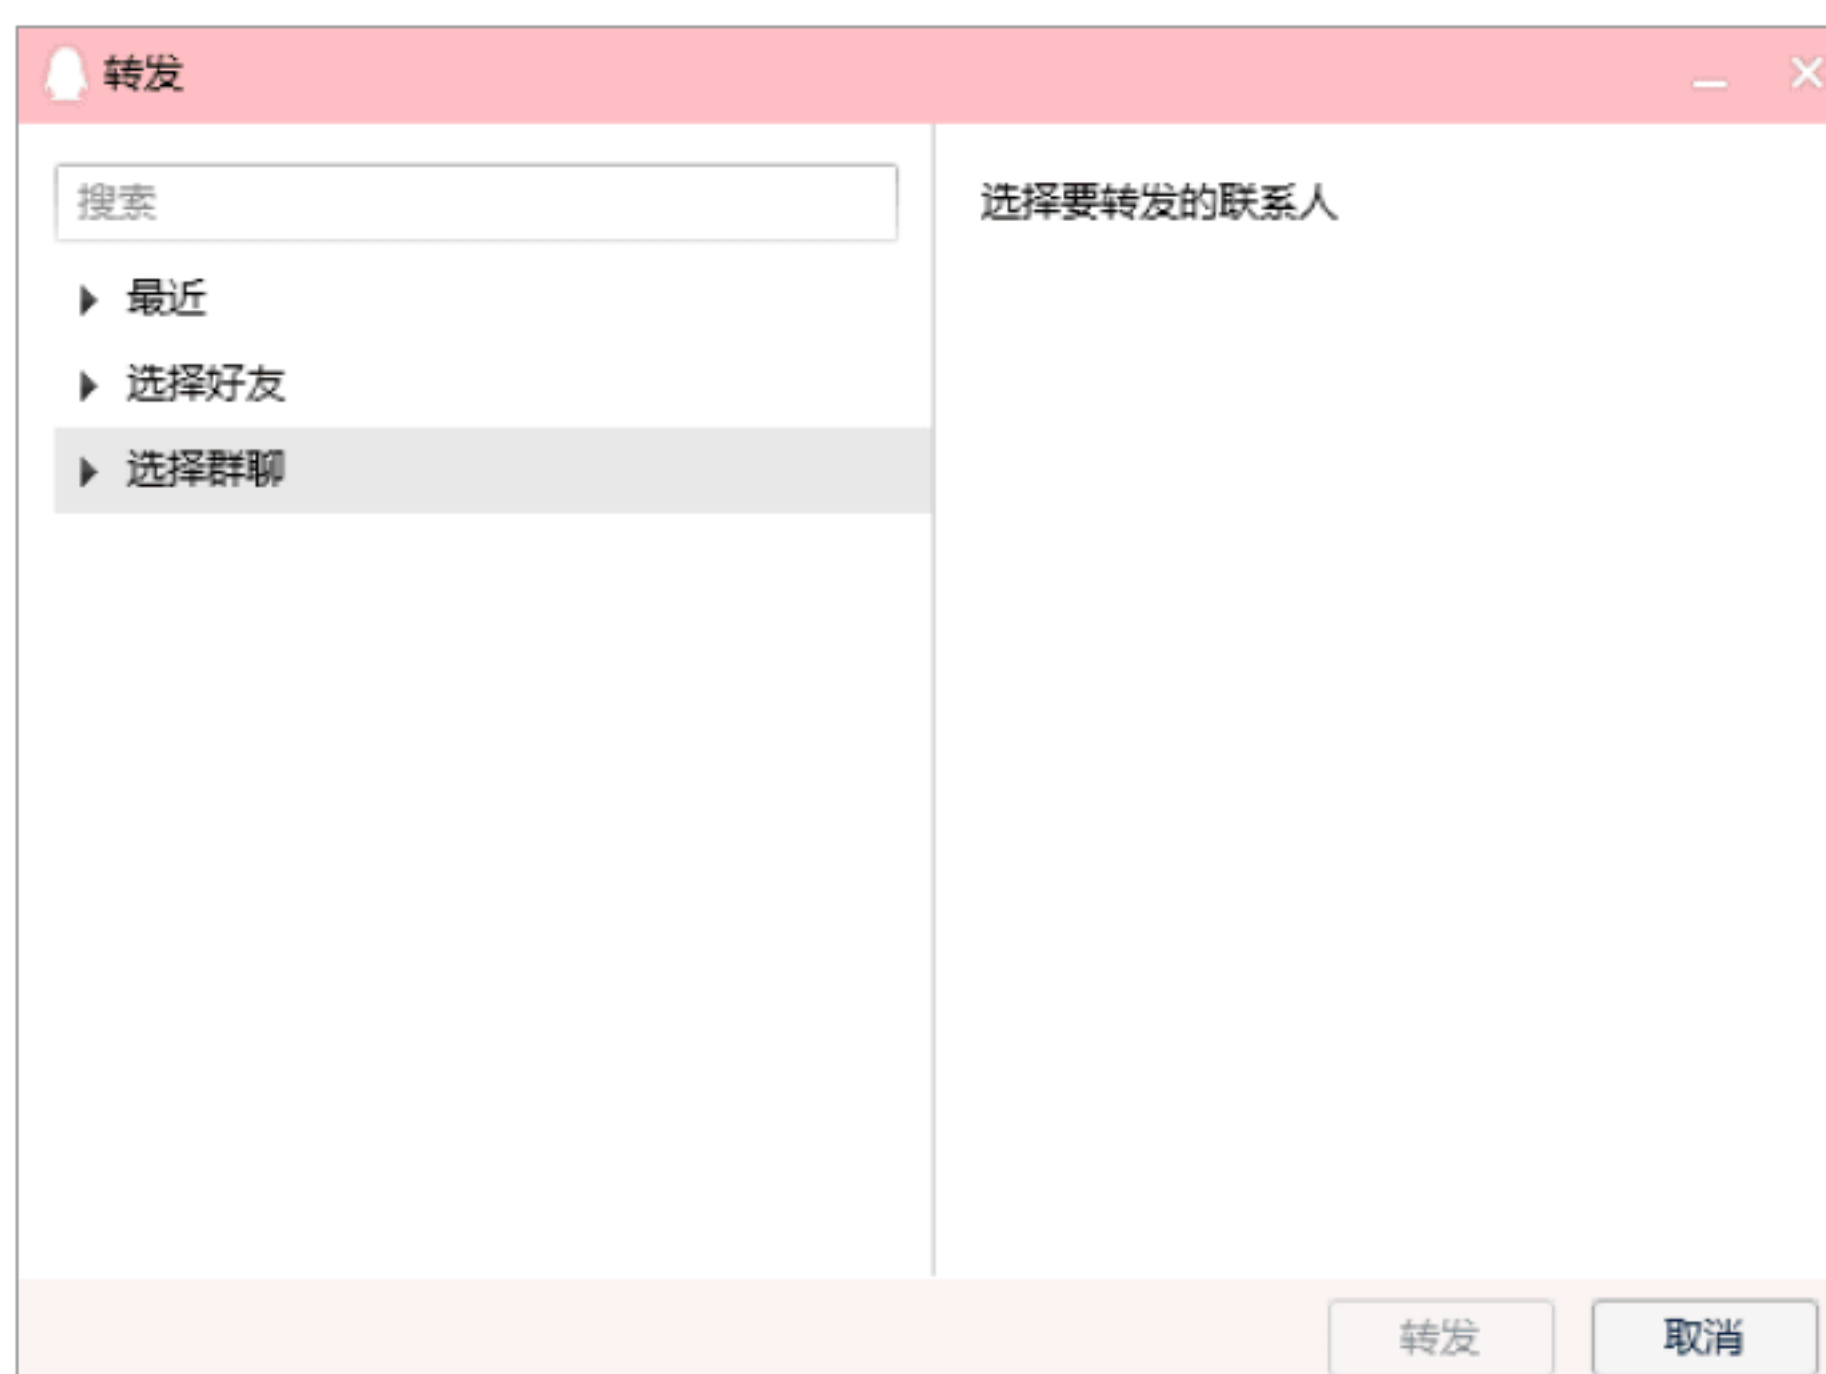 转发
搜索
最近
选择好友
选择群聊
选择要转发的联系人
转发
取消